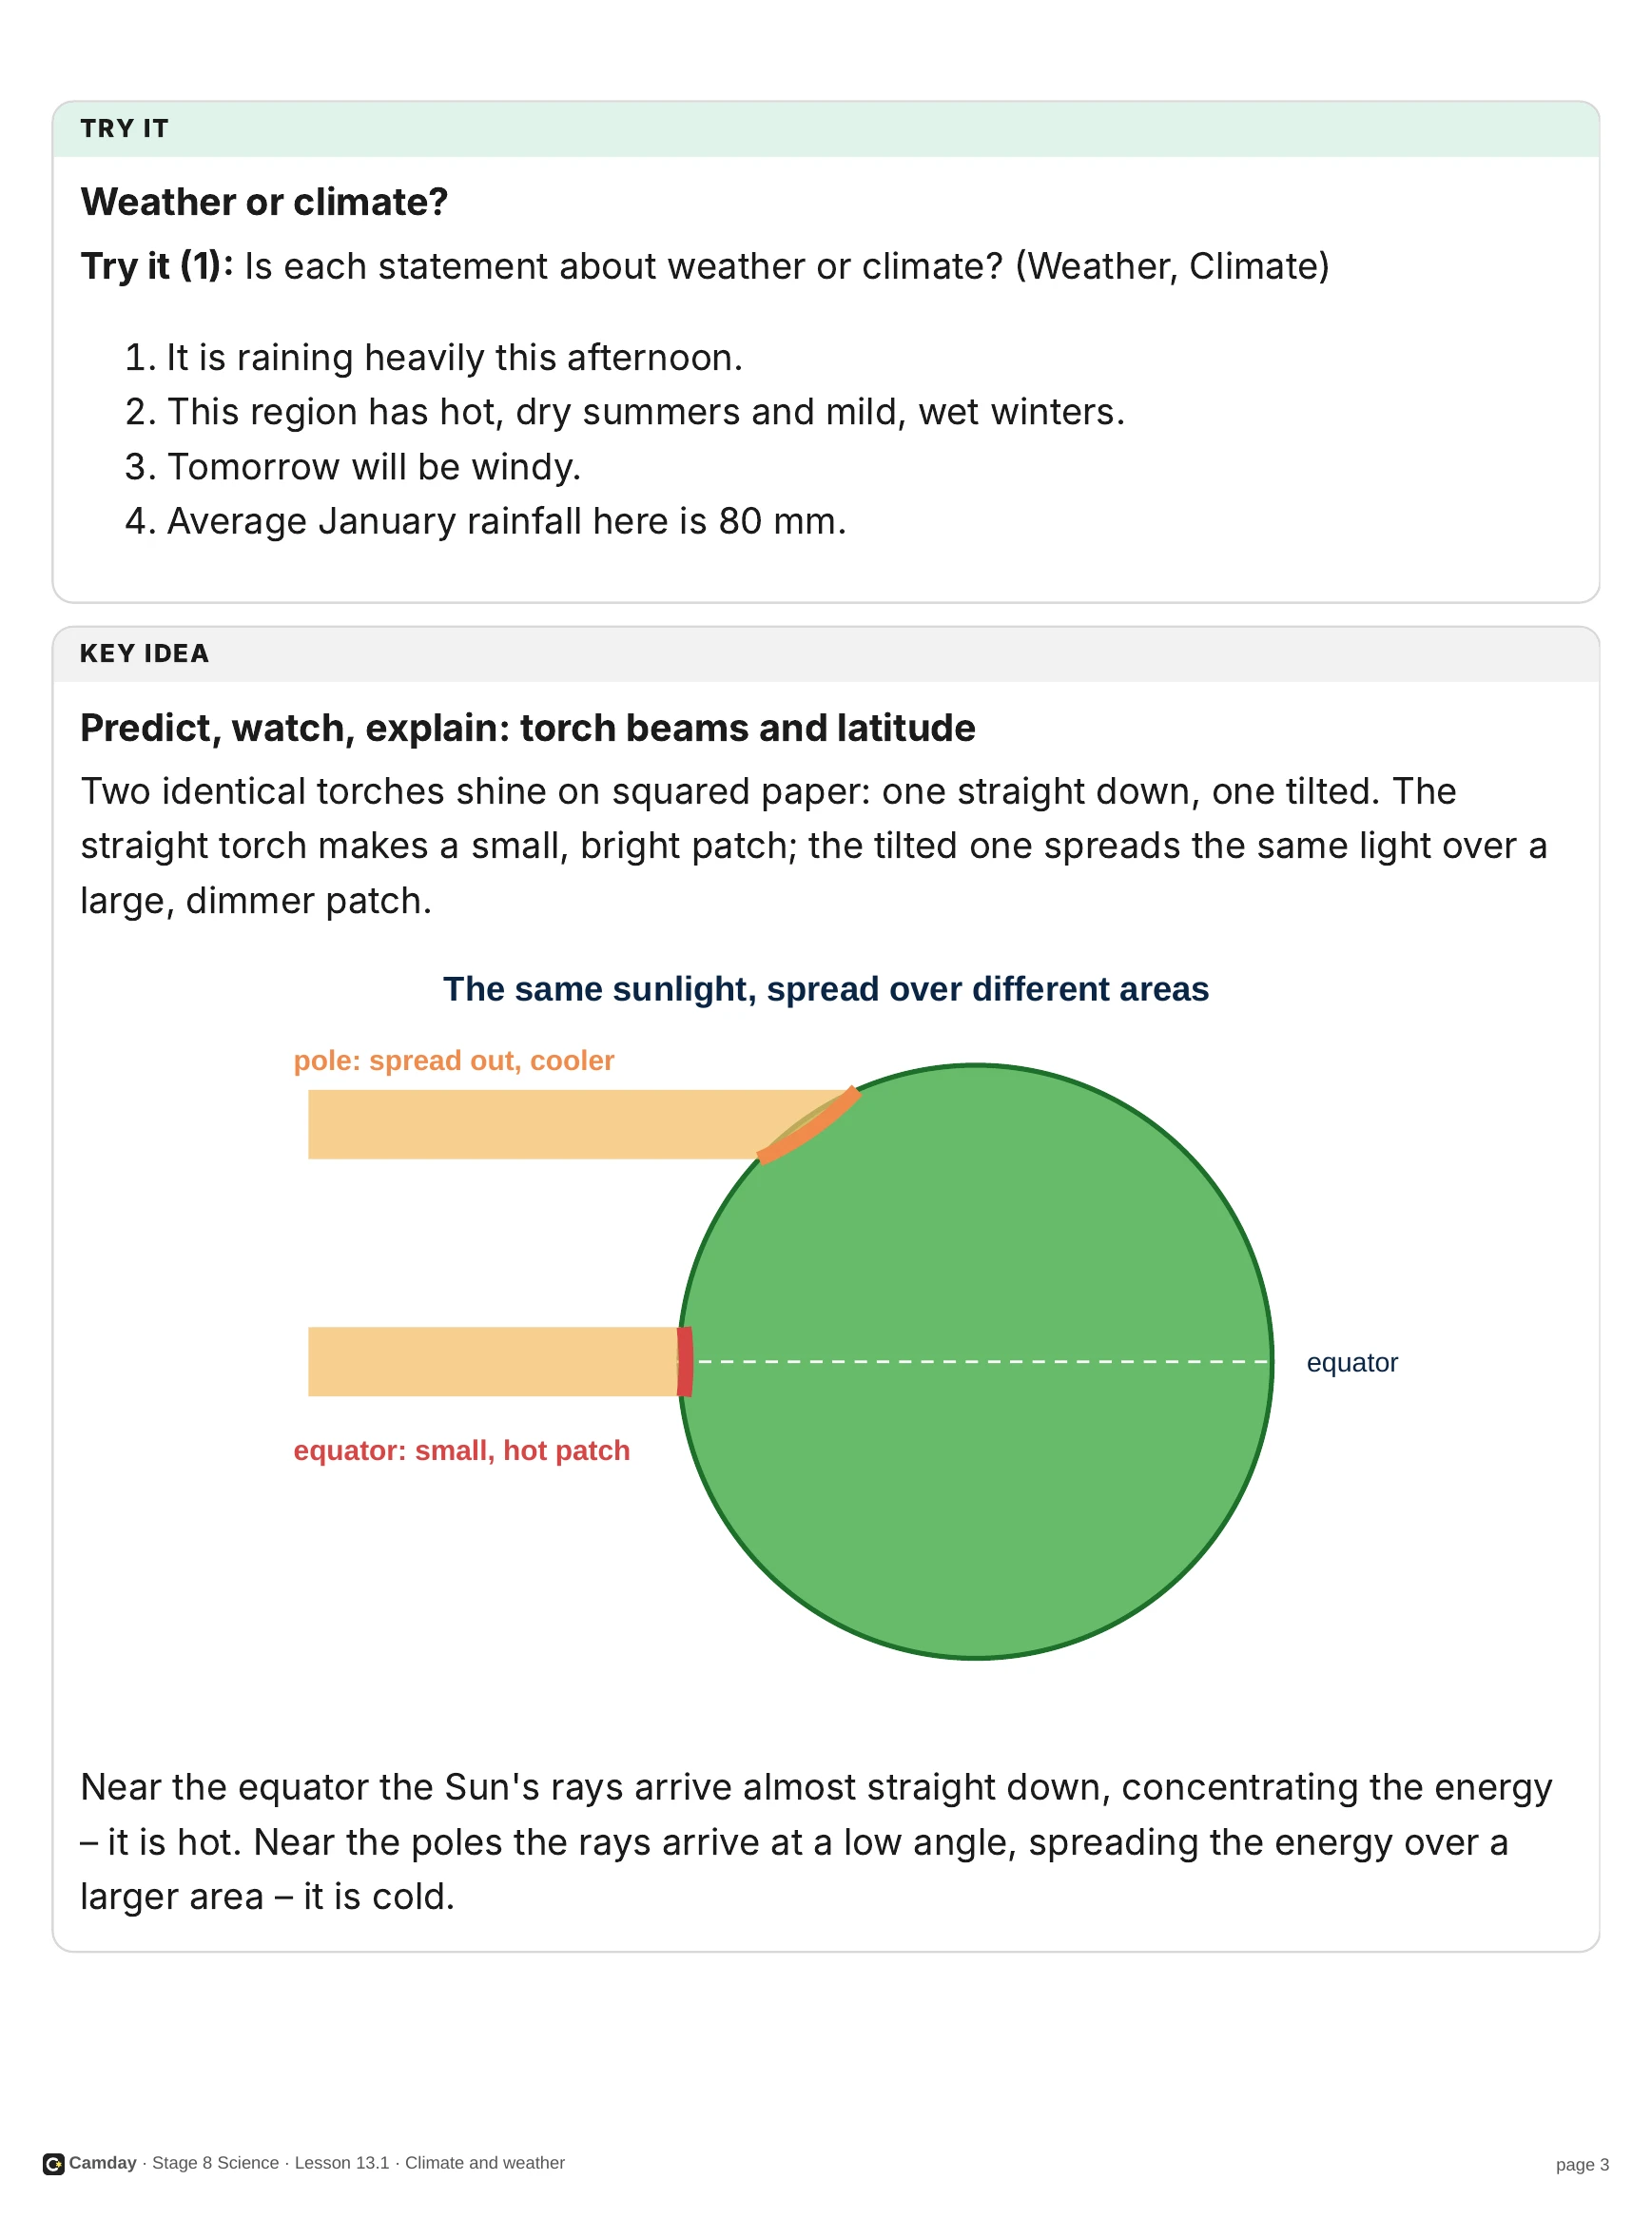 TRY IT
Weather or climate?
Try it (1): Is each statement about weather or climate? (Weather, Climate)
1. It is raining heavily this afternoon.
2. This region has hot, dry summers and mild, wet winters.
3. Tomorrow will be windy.
4. Average January rainfall here is 80 mm.
KEY IDEA
Predict, watch, explain: torch beams and latitude
Two identical torches shine on squared paper: one straight down, one tilted. The
straight torch makes a small, bright patch; the tilted one spreads the same light over a
large, dimmer patch.
The same sunlight, spread over different areas
pole: spread out, cooler
equator
equator: small, hot patch
Near the equator the Sun's rays arrive almost straight down, concentrating the energy
– it is hot. Near the poles the rays arrive at a low angle, spreading the energy over a
larger area – it is cold.
Camday · Stage 8 Science · Lesson 13.1 · Climate and weather
page 3